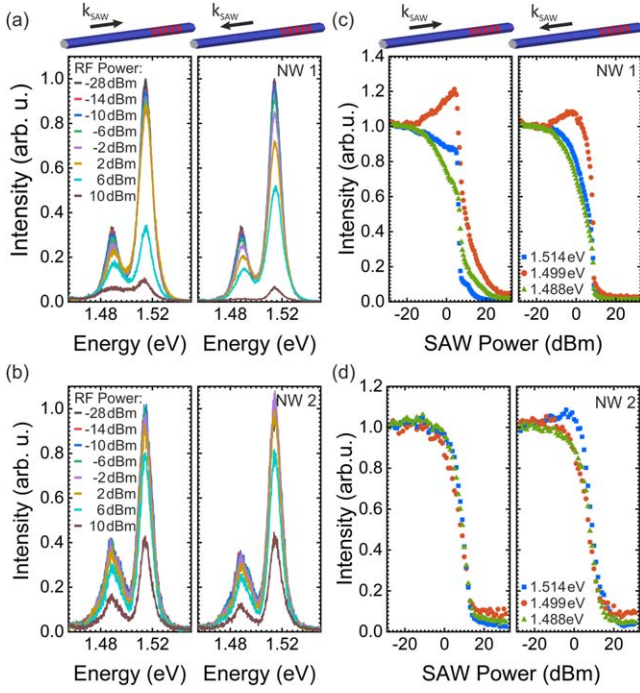 (a)
k_SAW
k_SAW
(c)
k_SAW
k_SAW
RF Power:
-28dBm
-14dBm
-10dBm
-6dBm
-2dBm
2dBm
6dBm
10dBm
NW 1
1.0
0.8
0.6
0.4
0.2
0.0
Intensity (arb. u.)
1.48 1.52
1.48 1.52
Energy (eV)
Energy (eV)
NW 1
1.4
1.2
1.0
0.8
0.6
0.4
0.2
0.0
Intensity (arb.u.)
1.514eV
1.499eV
1.488eV
-20 0 20
-20 0 20
SAW Power (dBm)
(b)
RF Power:
-28dBm
-14dBm
-10dBm
-6dBm
-2dBm
2dBm
6dBm
10dBm
NW 2
1.0
0.8
0.6
0.4
0.2
0.0
Intensity (arb. u.)
1.48 1.52
1.48 1.52
Energy (eV)
Energy (eV)
(d)
NW 2
1.2
1.0
0.8
0.6
0.4
0.2
0.0
Intensity (arb.u.)
1.514eV
1.499eV
1.488eV
-20 0 20
-20 0 20
SAW Power (dBm)